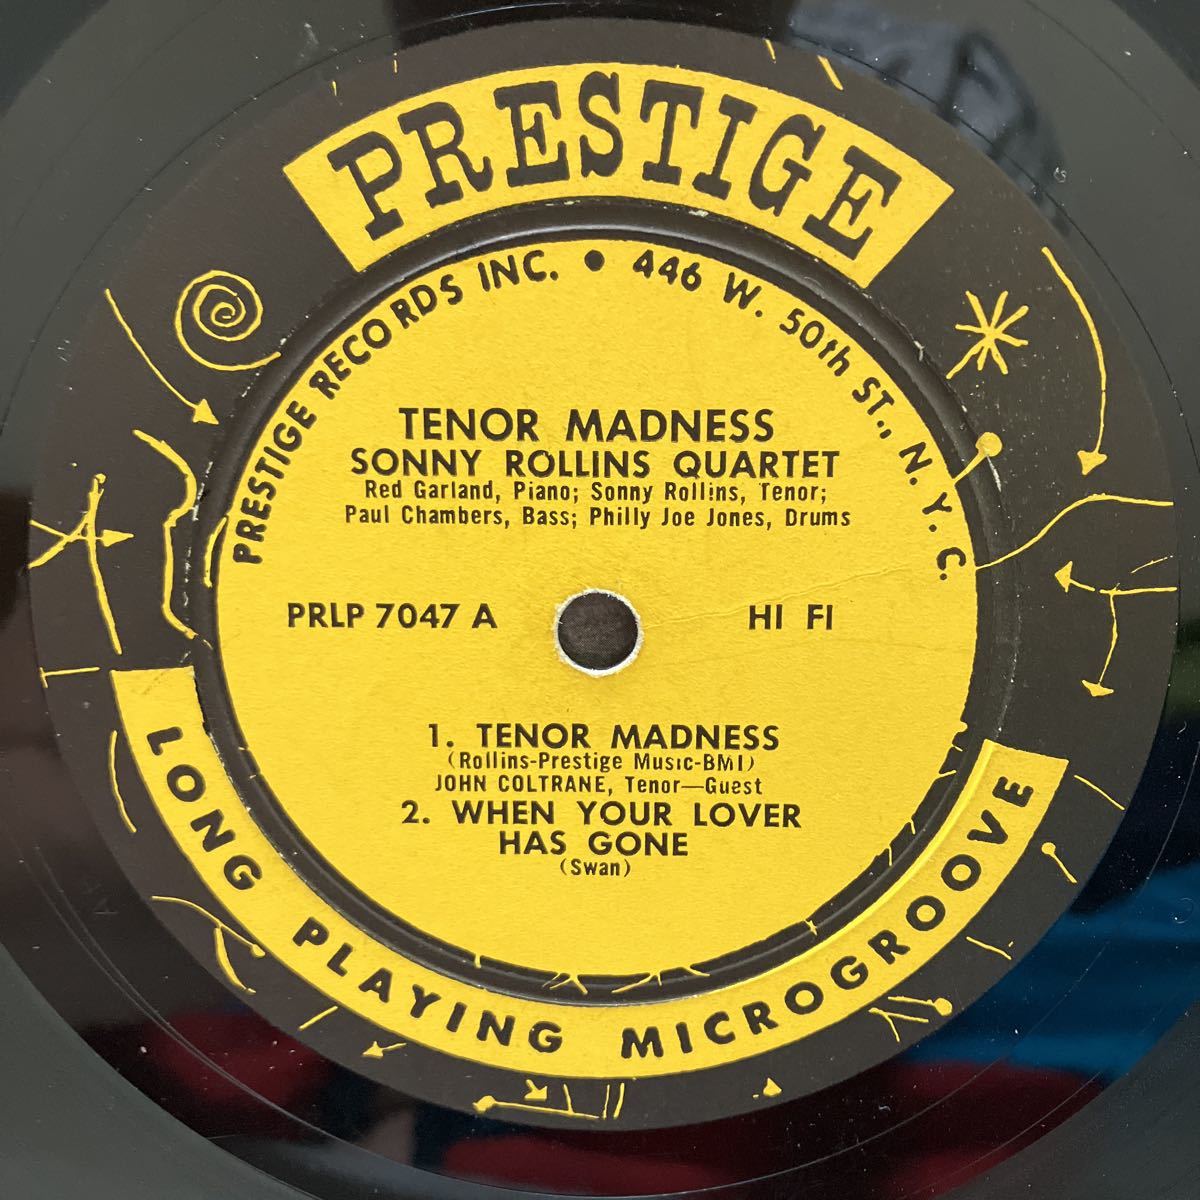 PRESTIGE
PRESTIGE RECORDS INC. • 446 W. 50th ST., N.Y.C.
TENOR MADNESS
SONNY ROLLINS QUARTET
Red Garland, Piano; Sonny Rollins, Tenor;
Paul Chambers, Bass; Philly Joe Jones, Drums
PRLP 7047 A
HI FI
1. TENOR MADNESS
(Rollins-Prestige Music-BMI)
JOHN COLTRANE, Tenor—Guest
2. WHEN YOUR LOVER
HAS GONE
(Swan)
LONG PLAYING MICROGROOVE